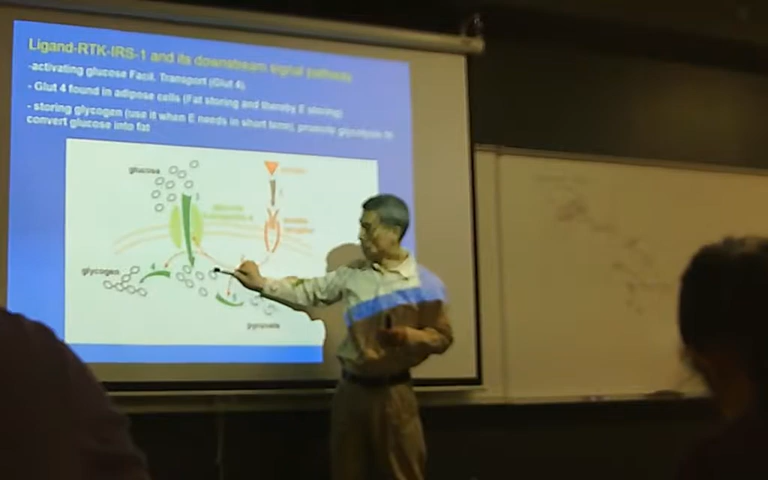 Ligand-RTK-IRS-1 and its downstream signal pathway
-activating glucose Facil. Transport (Glut 4)
- Glut 4 found in adipose cells (Fat storing and thereby E storing)
- storing glycogen (use it when E needs in short term), promote glycolysis to
convert glucose into fat
glucose
glycogen
pyruvate